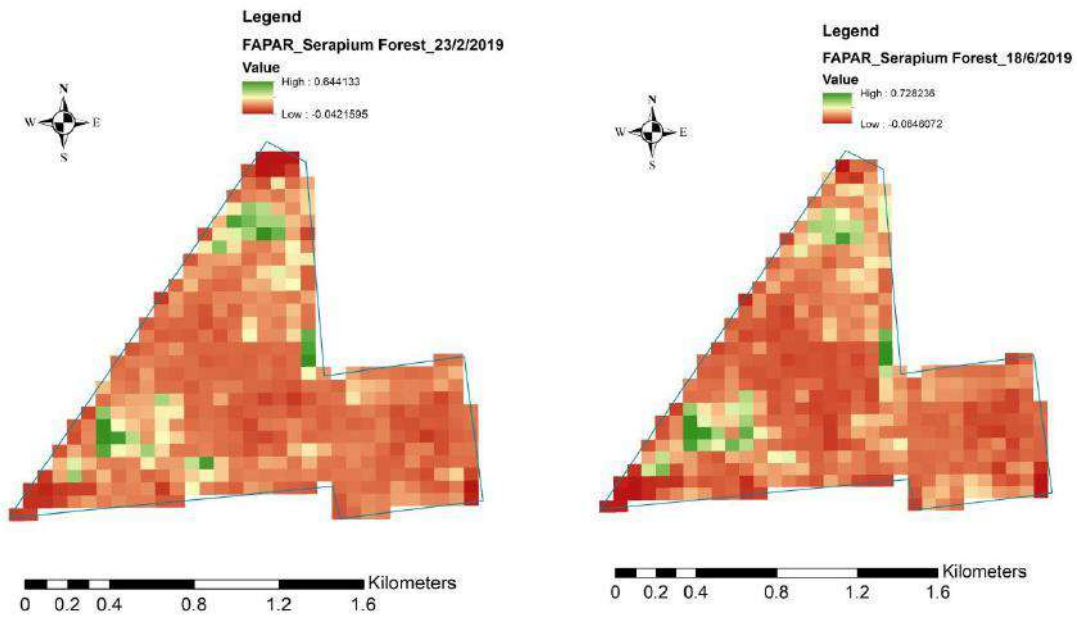 Legend
FAPAR_Serapium Forest_23/2/2019
Value
High : 0.644133
Low : -0.0421595
N
W
E
S
Kilometers
0 0.2 0.4 0.8 1.2 1.6
Legend
FAPAR_Serapium Forest_18/6/2019
Value
High : 0.728236
Low : -0.0646072
N
W
E
S
Kilometers
0 0.2 0.4 0.8 1.2 1.6